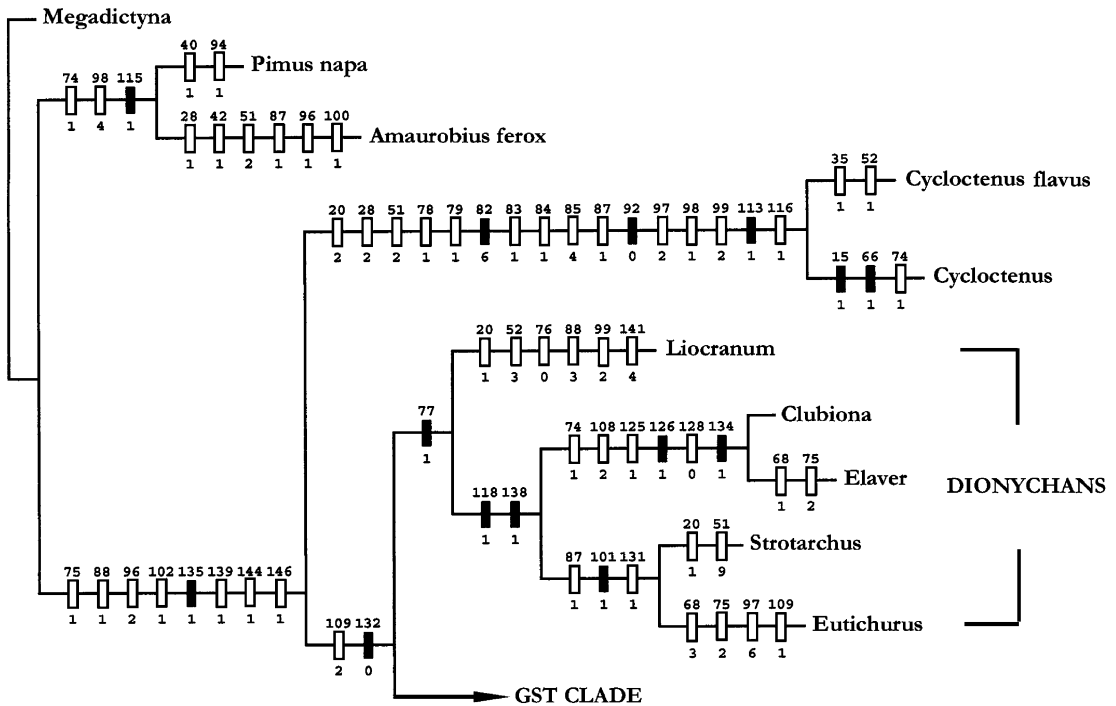 Megadictyna
40 94
Pimus napa
1 1
74 98 115
1 4 1
28 42 51 87 96 100
Amaurobius ferox
1 1 2 1 1 1
35 52
Cycloctenus flavus
1 1
20 28 51 78 79 82 83 84 85 87 92 97 98 99 113 116
2 2 2 1 1 6 1 1 4 1 0 2 1 2 1 1
15 66 74
Cycloctenus
1 1 1
20 52 76 88 99 141
Liocranum
1 3 0 3 2 4
77
1
Clubiona
74 108 125 126 128 134
1 2 1 1 0 1
68 75
Elaver
1 2
DIONYCHANS
118 138
1 1
20 51
Strotarchus
1 9
87 101 131
1 1 1
68 75 97 109
Eutichurus
3 2 6 1
75 88 96 102 135 139 144 146
1 1 2 1 1 1 1 1
109 132
2 0
GST CLADE